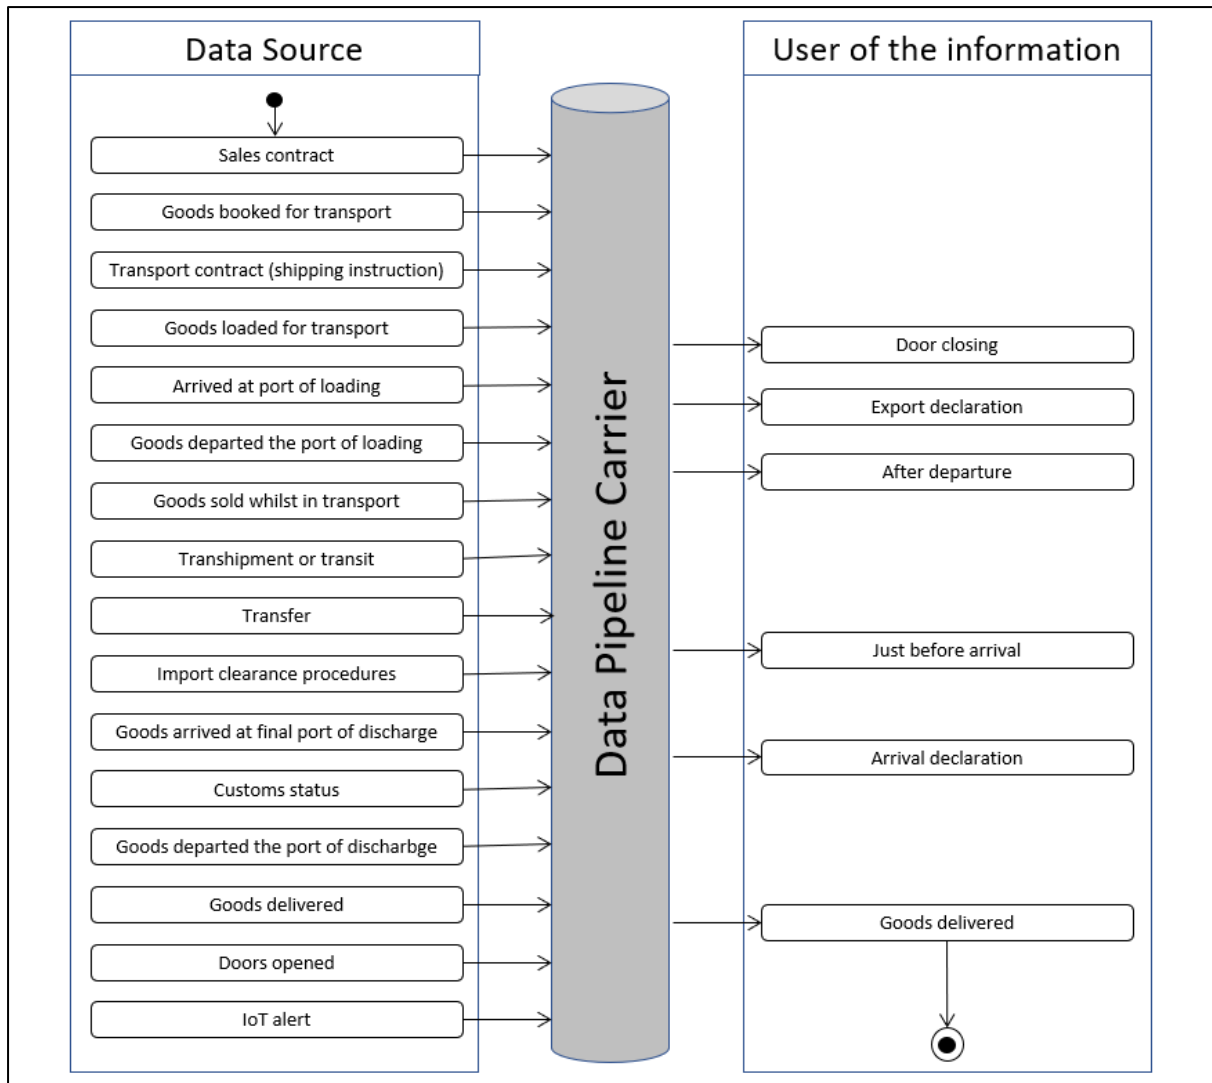 Data Source
Sales contract
Goods booked for transport
Transport contract (shipping instruction)
Goods loaded for transport
Arrived at port of loading
Goods departed the port of loading
Goods sold whilst in transport
Transhipment or transit
Transfer
Import clearance procedures
Goods arrived at final port of discharge
Customs status
Goods departed the port of discharbge
Goods delivered
Doors opened
IoT alert
Data Pipeline Carrier
User of the information
Door closing
Export declaration
After departure
Just before arrival
Arrival declaration
Goods delivered